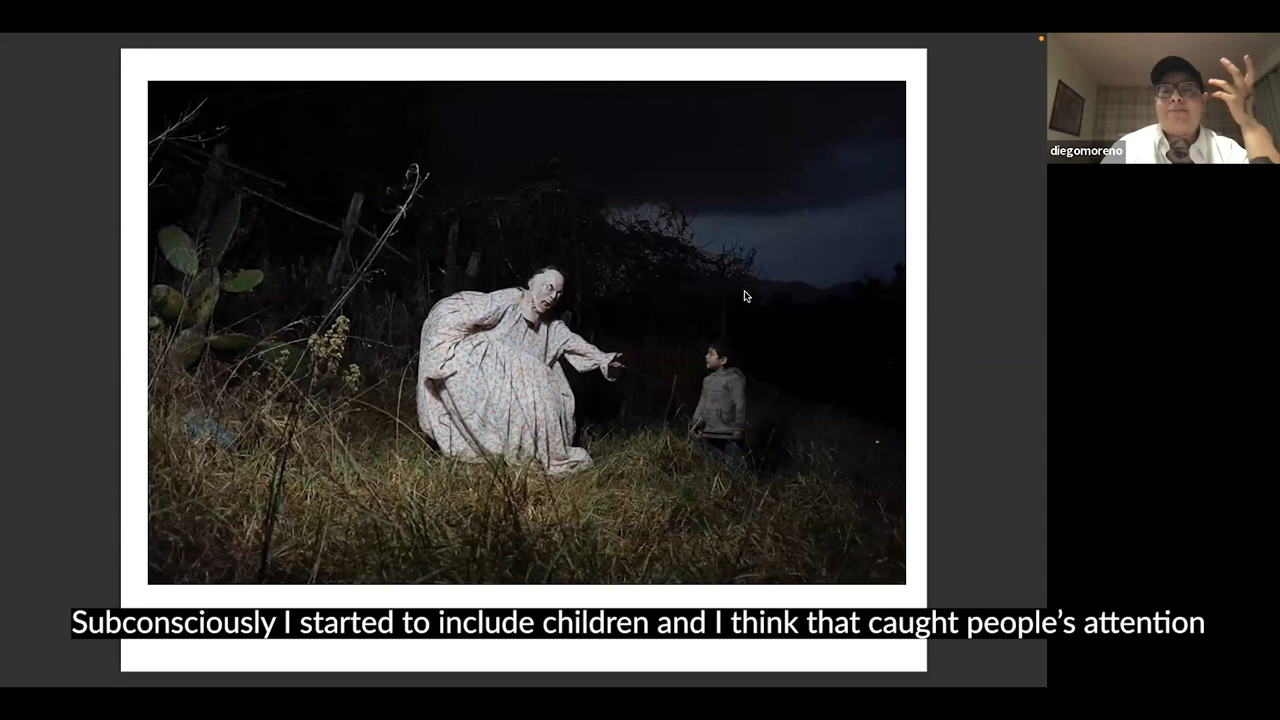 diegomoreno
Subconsciously I started to include children and I think that caught people’s attention